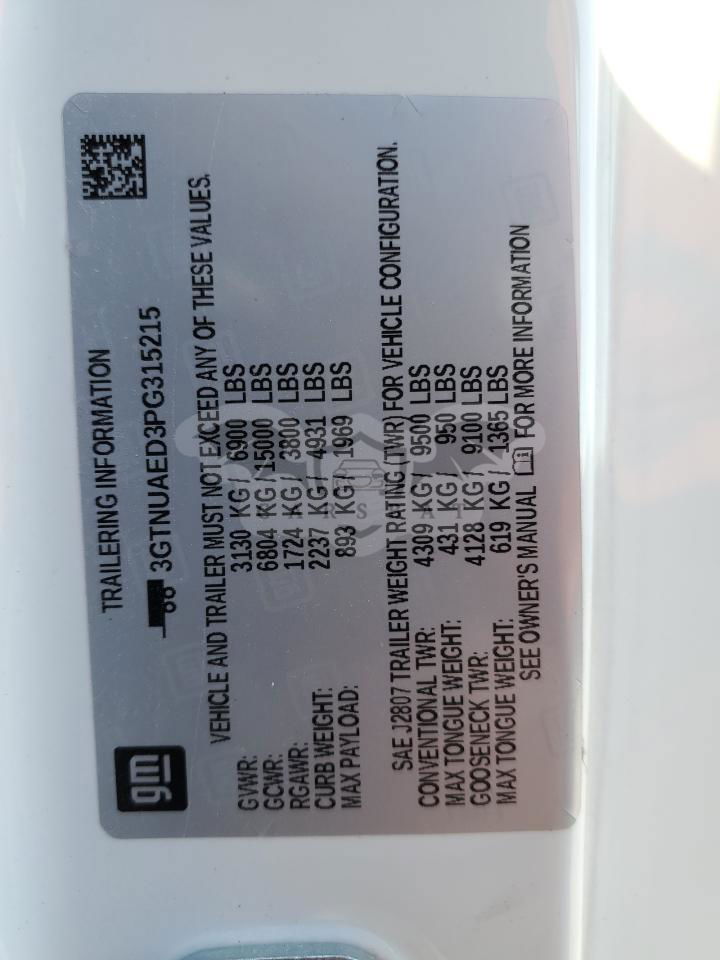 TRAILERING INFORMATION
3GTNUAED3PG315215
gm
VEHICLE AND TRAILER MUST NOT EXCEED ANY OF THESE VALUES.
GVWR: 3130 KG / 6900 LBS
GCWR: 6804 KG / 15000 LBS
RGAWR: 1724 KG / 3800 LBS
CURB WEIGHT: 2237 KG / 4931 LBS
MAX PAYLOAD: 893 KG / 1969 LBS
SAE J2807 TRAILER WEIGHT RATING (TWR) FOR VEHICLE CONFIGURATION.
CONVENTIONAL TWR: 4309 KG / 9500 LBS
MAX TONGUE WEIGHT: 431 KG / 950 LBS
GOOSENECK TWR: 4128 KG / 9100 LBS
MAX TONGUE WEIGHT: 619 KG / 1365 LBS
SEE OWNER'S MANUAL FOR MORE INFORMATION